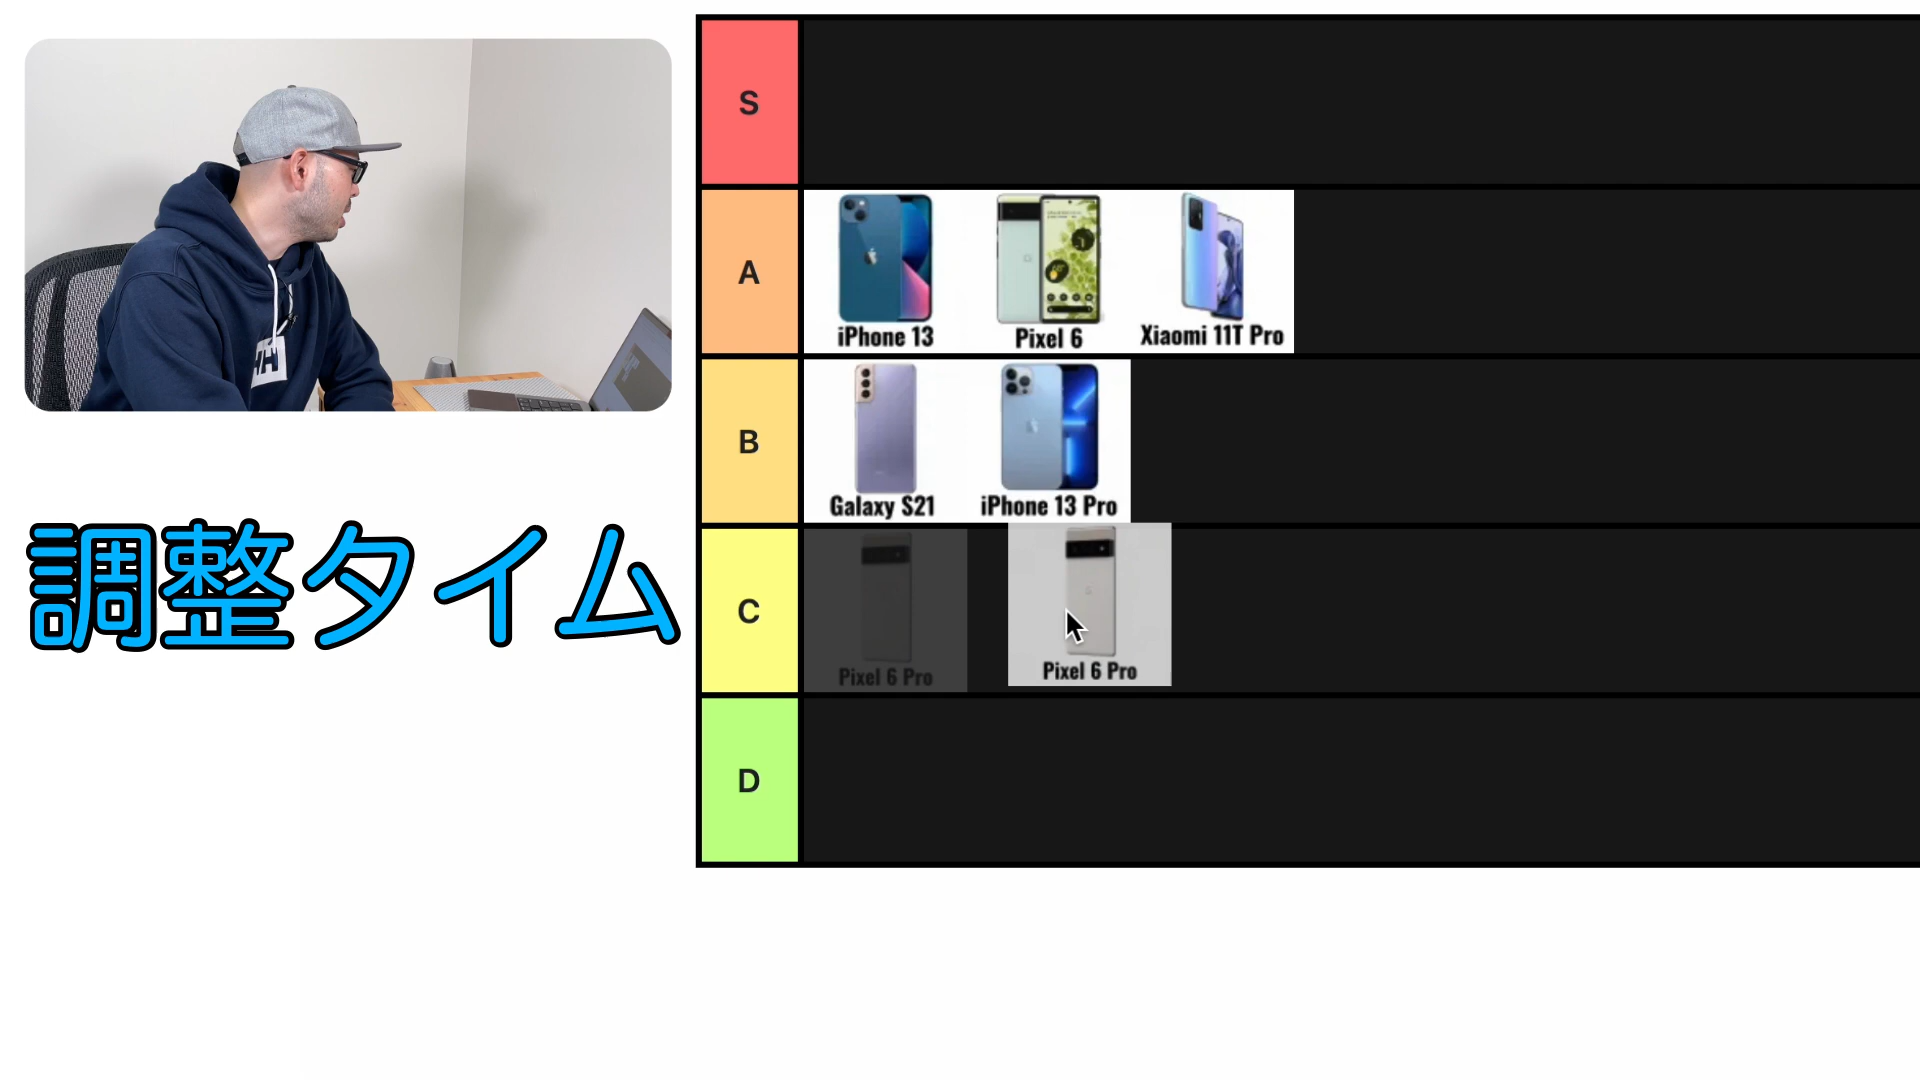 S
A
iPhone 13
Pixel 6
Xiaomi 11T Pro
B
Galaxy S21
iPhone 13 Pro
C
Pixel 6 Pro
Pixel 6 Pro
D
調整タイム